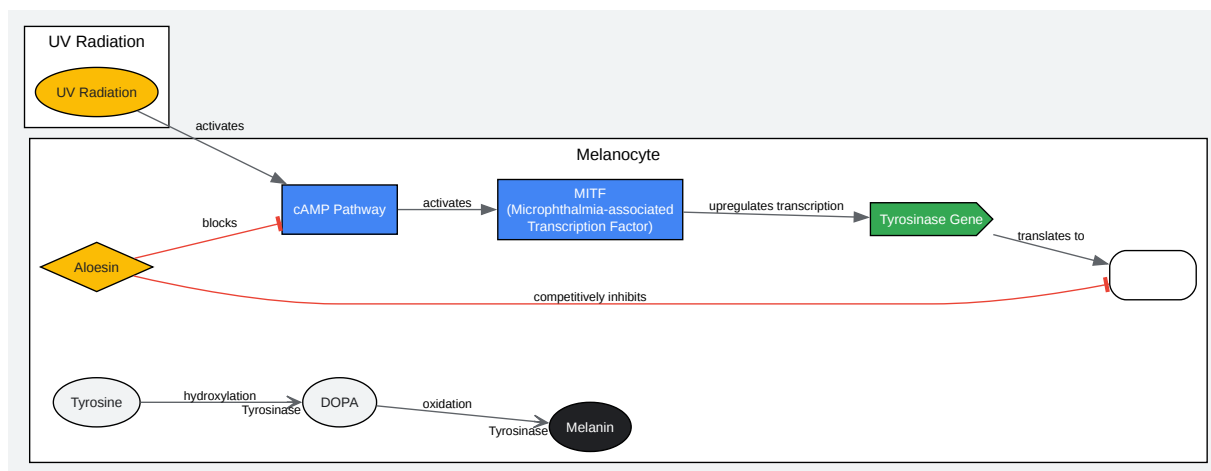 UV Radiation
UV Radiation
activates
Melanocyte
cAMP Pathway
activates
MITF
(Microphthalmia-associated
Transcription Factor)
upregulates transcription
Tyrosinase Gene
translates to
blocks
Aloesin
competitively inhibits
Tyrosine
hydroxylation
Tyrosinase
DOPA
oxidation
Tyrosinase
Melanin